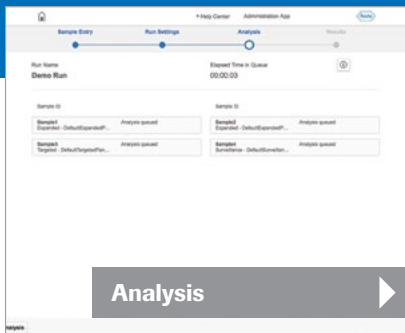 + Help Center Administration App Roche
Sample Entry Run Settings Analysis Results
Run Name Elapsed Time in Queue
Demo Run 00:00:03
Sample ID Sample ID
Sample1 Analysis queued Sample2 Analysis queued
Expanded - DefaultExpandedP... Expanded - DefaultExpandedP...
Sample3 Analysis queued Sample4 Analysis queued
Targeted - DefaultTargetedPan... Surveillance - DefaultSurveillan...
Analysis
nalysis